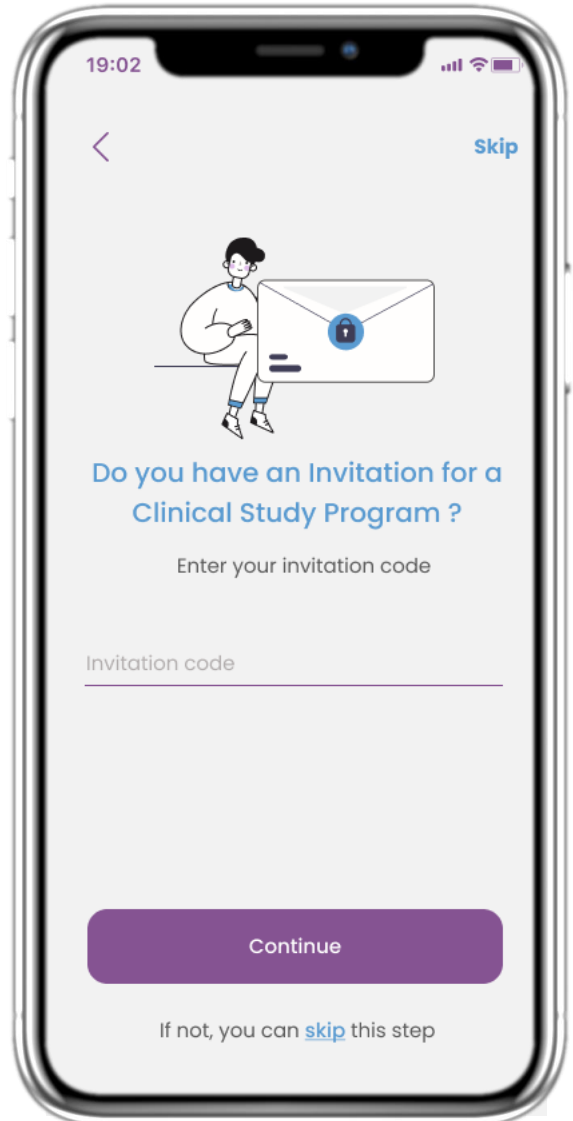 19:02
Skip
Do you have an Invitation for a
Clinical Study Program ?
Enter your invitation code
Invitation code
Continue
If not, you can skip this step